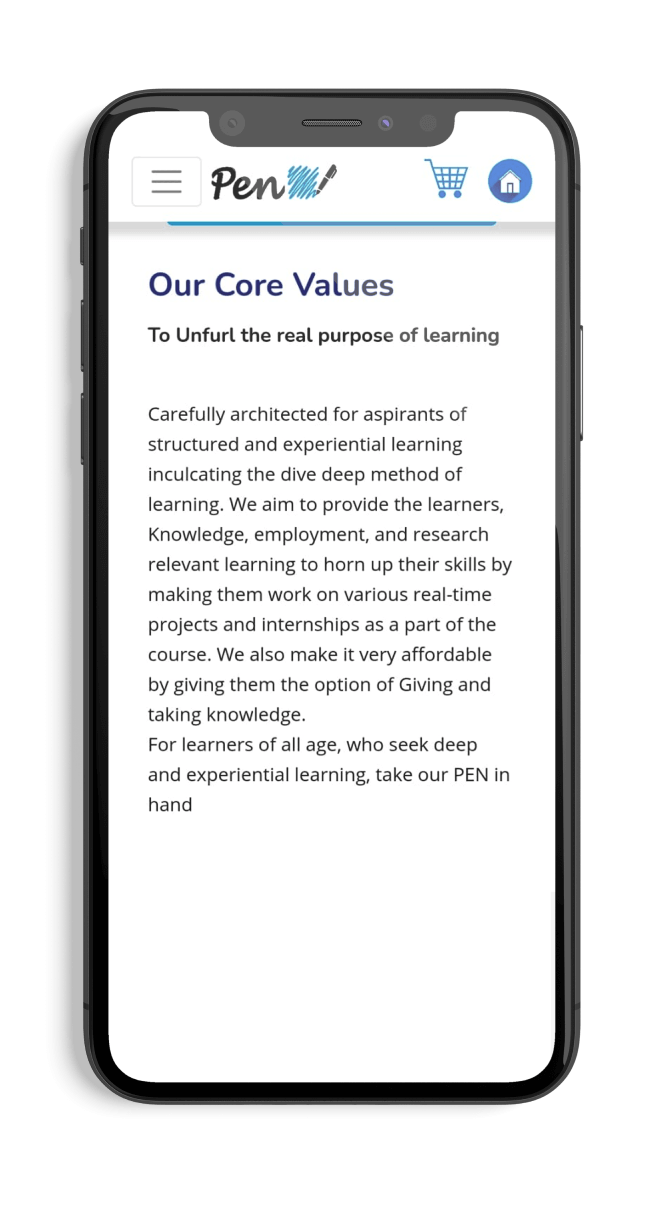 Pen
Our Core Values
To Unfurl the real purpose of learning
Carefully architected for aspirants of
structured and experiential learning
inculcating the dive deep method of
learning. We aim to provide the learners,
Knowledge, employment, and research
relevant learning to horn up their skills by
making them work on various real-time
projects and internships as a part of the
course. We also make it very affordable
by giving them the option of Giving and
taking knowledge.
For learners of all age, who seek deep
and experiential learning, take our PEN in
hand